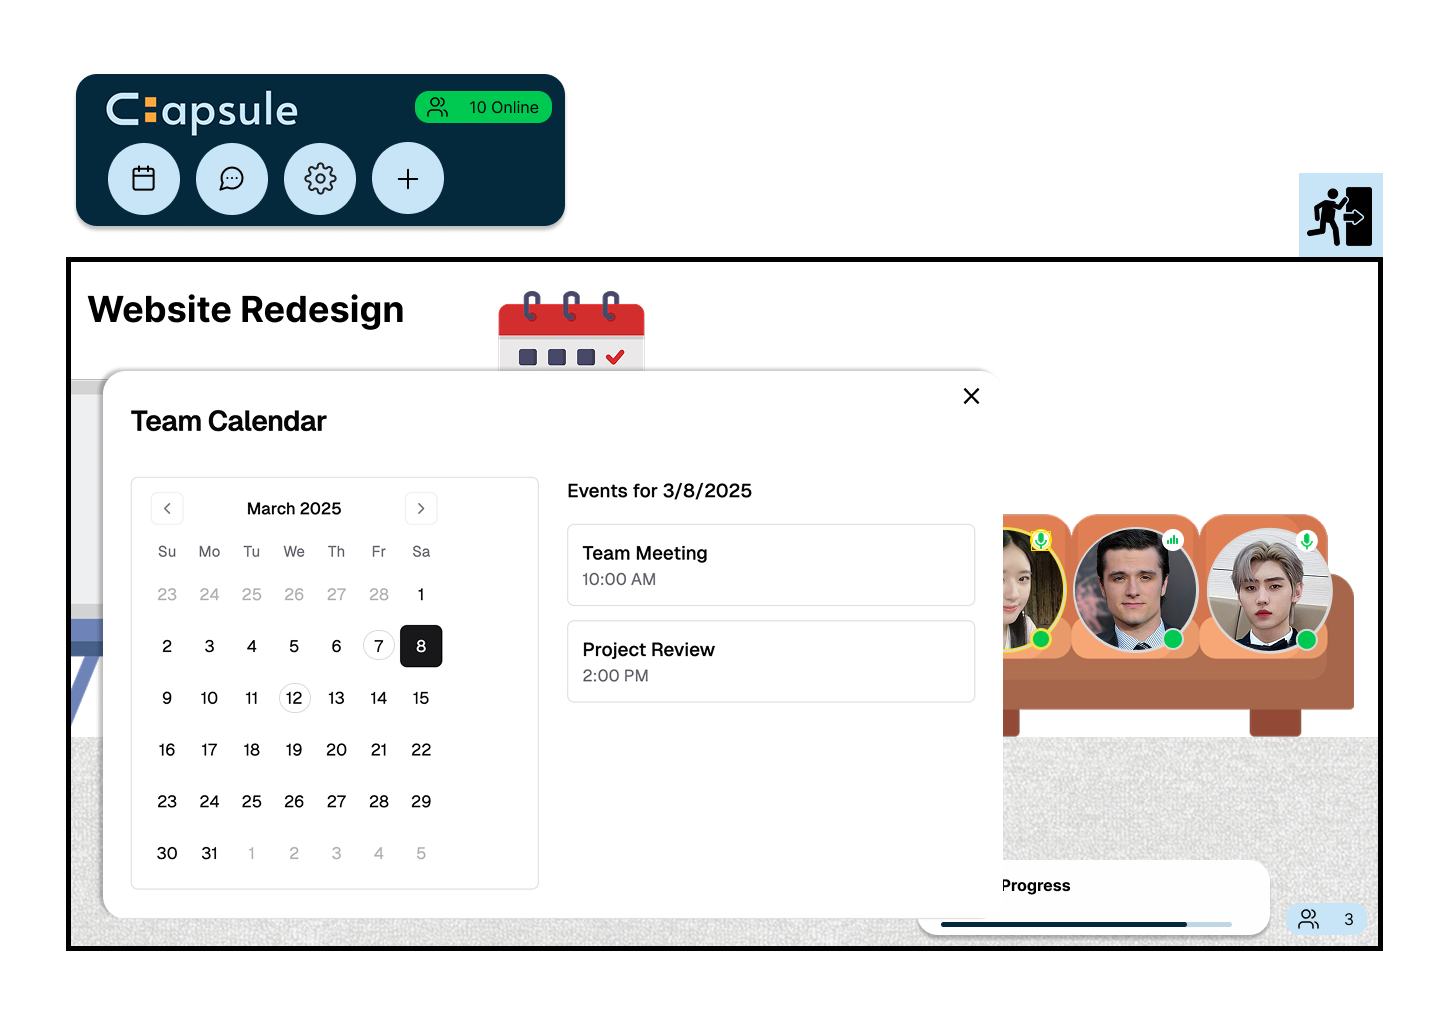 C:apsule
10 Online
Website Redesign
Team Calendar
March 2025
Su Mo Tu We Th Fr Sa
23 24 25 26 27 28 1
2 3 4 5 6 7 8
9 10 11 12 13 14 15
16 17 18 19 20 21 22
23 24 25 26 27 28 29
30 31 1 2 3 4 5
Events for 3/8/2025
Team Meeting
10:00 AM
Project Review
2:00 PM
Progress
3